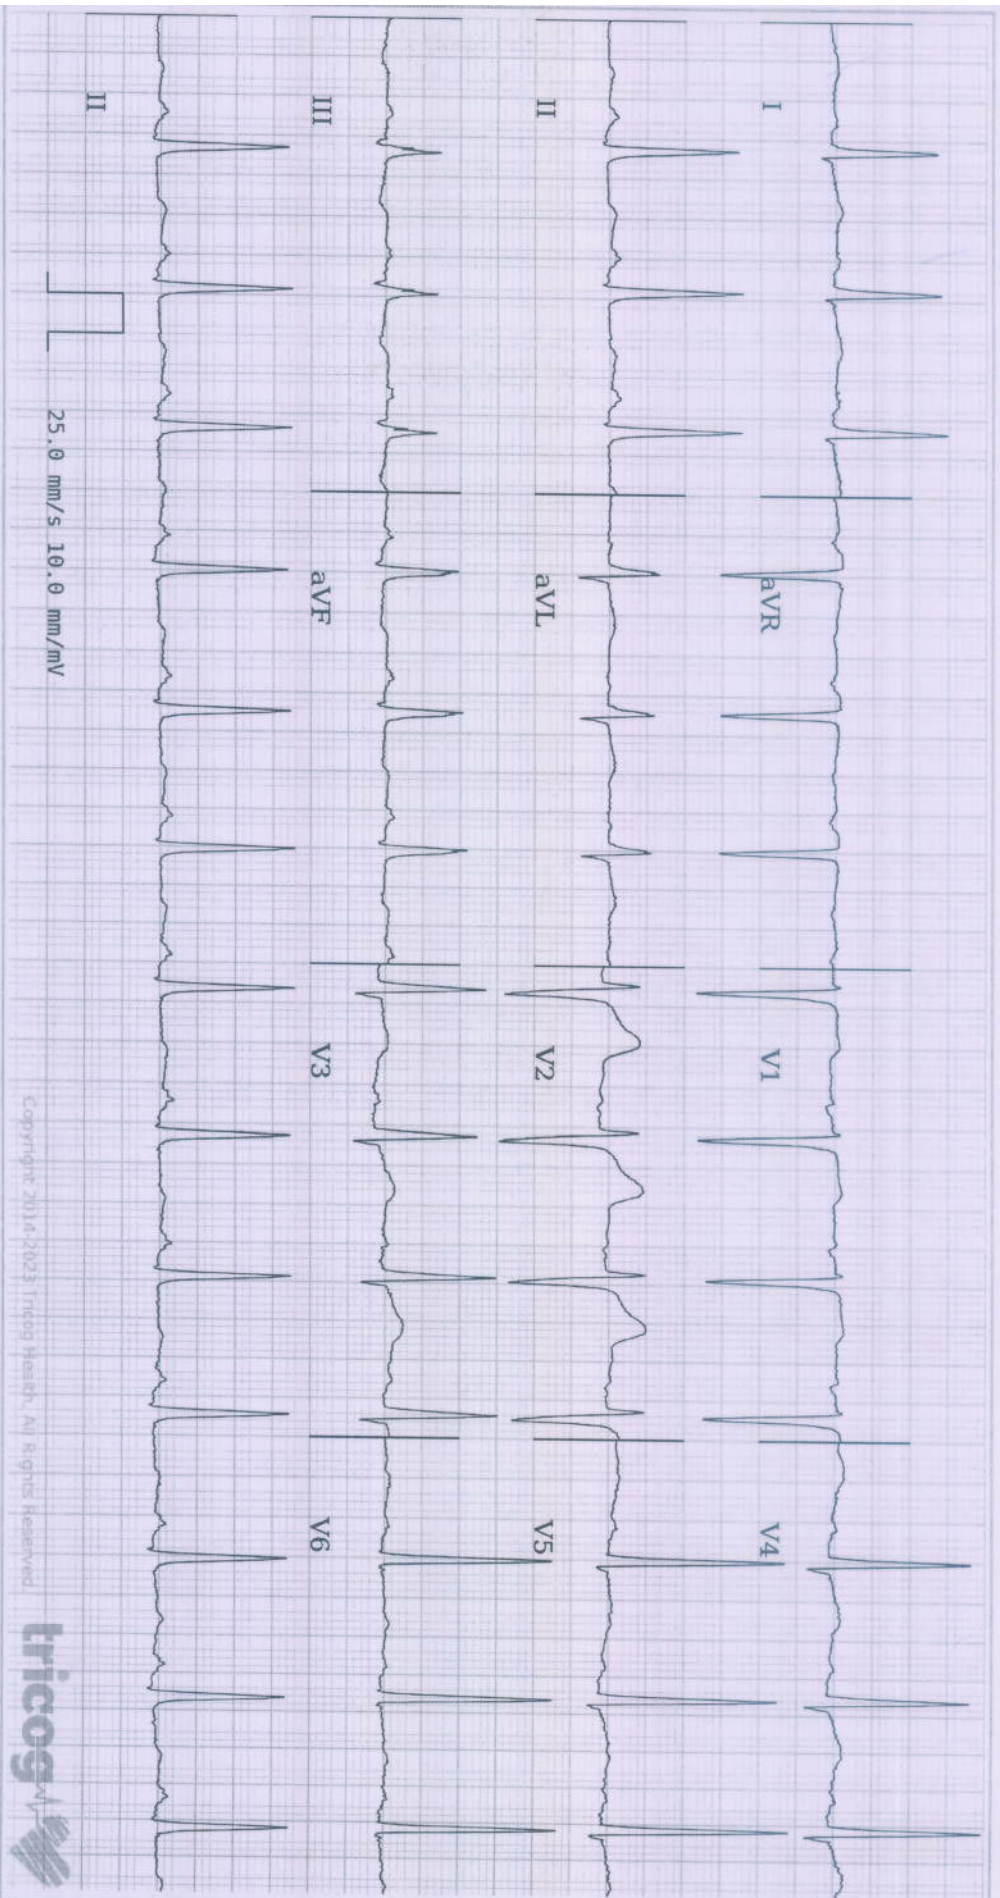 I
aVR
V1
V4
II
aVL
V2
V5
III
aVF
V3
V6
II
25.0 mm/s 10.0 mm/mV
Copyright 2014-2023 Tricog Health, All Rights Reserved
tricog